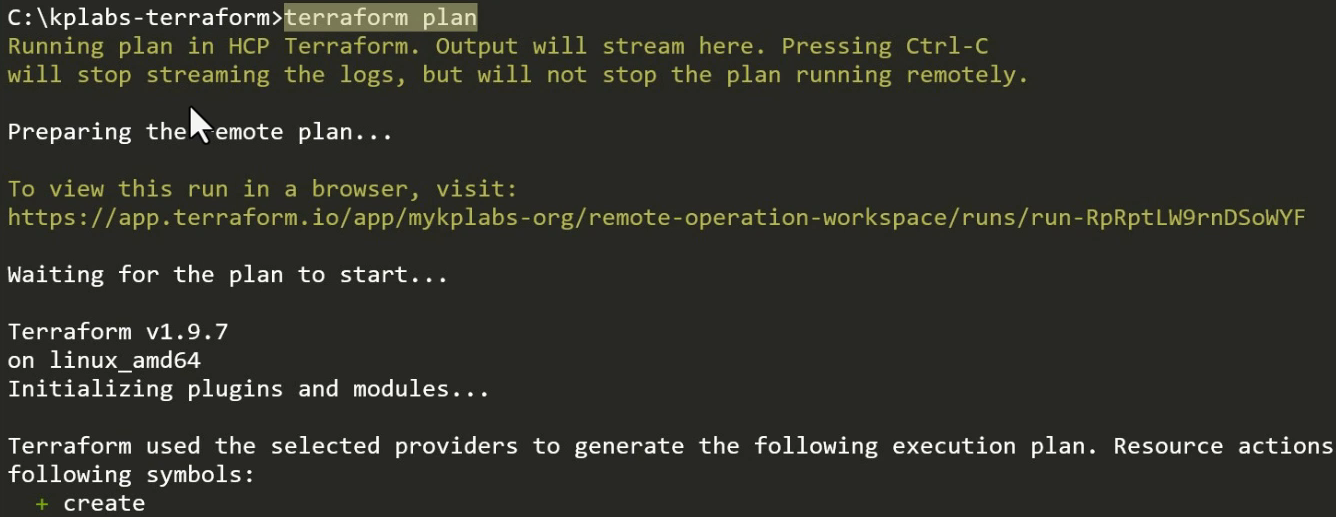 C:\kplabs-terraform>terraform plan
Running plan in HCP Terraform. Output will stream here. Pressing Ctrl-C
will stop streaming the logs, but will not stop the plan running remotely.
Preparing the remote plan...
To view this run in a browser, visit:
https://app.terraform.io/app/mykplabs-org/remote-operation-workspace/runs/run-RpRptLW9rnDSoWYF
Waiting for the plan to start...
Terraform v1.9.7
on linux_amd64
Initializing plugins and modules...
Terraform used the selected providers to generate the following execution plan. Resource actions
following symbols:
+ create